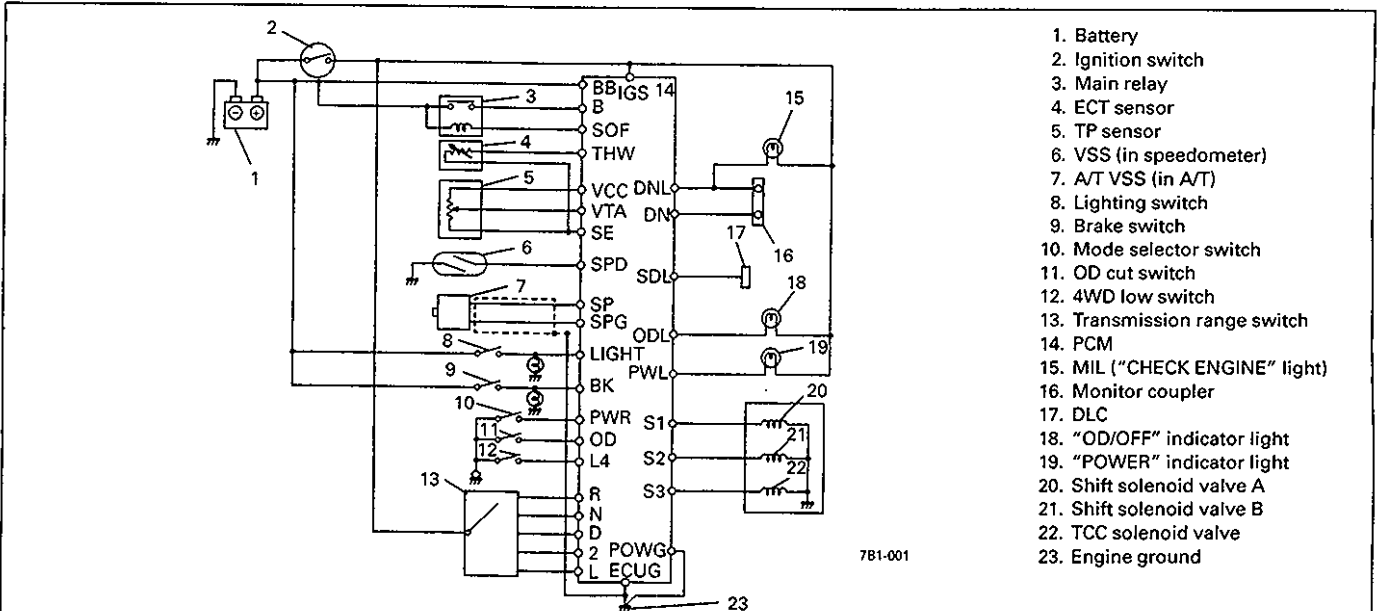 2
1
BB
IGS 14
B
SOF
THW
VCC
VTA
SE
SPD
SP
SPG
LIGHT
BK
PWR
OD
L4
R
N
D
2
L
3
4
5
6
7
8
9
10
11
12
13
DNL
DN
SDL
ODL
PWL
S1
S2
S3
POWG
ECUG
15
16
17
18
19
20
21
22
23
7B1-001
1. Battery
2. Ignition switch
3. Main relay
4. ECT sensor
5. TP sensor
6. VSS (in speedometer)
7. A/T VSS (in A/T)
8. Lighting switch
9. Brake switch
10. Mode selector switch
11. OD cut switch
12. 4WD low switch
13. Transmission range switch
14. PCM
15. MIL ("CHECK ENGINE" light)
16. Monitor coupler
17. DLC
18. "OD/OFF" indicator light
19. "POWER" indicator light
20. Shift solenoid valve A
21. Shift solenoid valve B
22. TCC solenoid valve
23. Engine ground